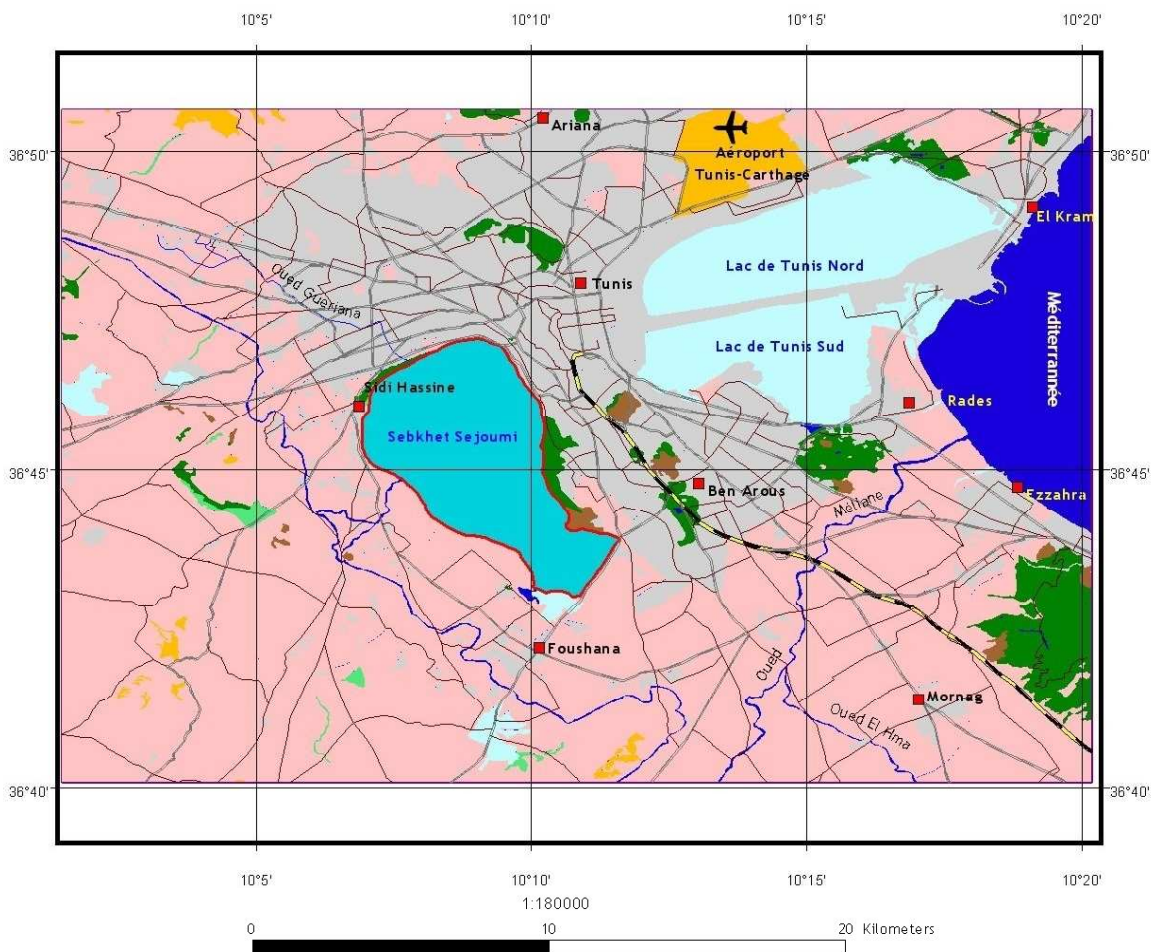 10°5'
10°10'
10°15'
10°20'
36°50'
36°50'
Ariana
Aéroport
Tunis-Carthage
El Kram
Oued Gueriana
Tunis
Lac de Tunis Nord
Méditerrannée
Lac de Tunis Sud
Sidi Hassine
Rades
Sebkhet Sejoumi
36°45'
36°45'
Ben Arous
Ezzahra
Méliane
Foushana
Oued
Mornag
Oued El Hma
36°40'
36°40'
10°5'
10°10'
10°15'
10°20'
1:180000
0
10
20 Kilometers